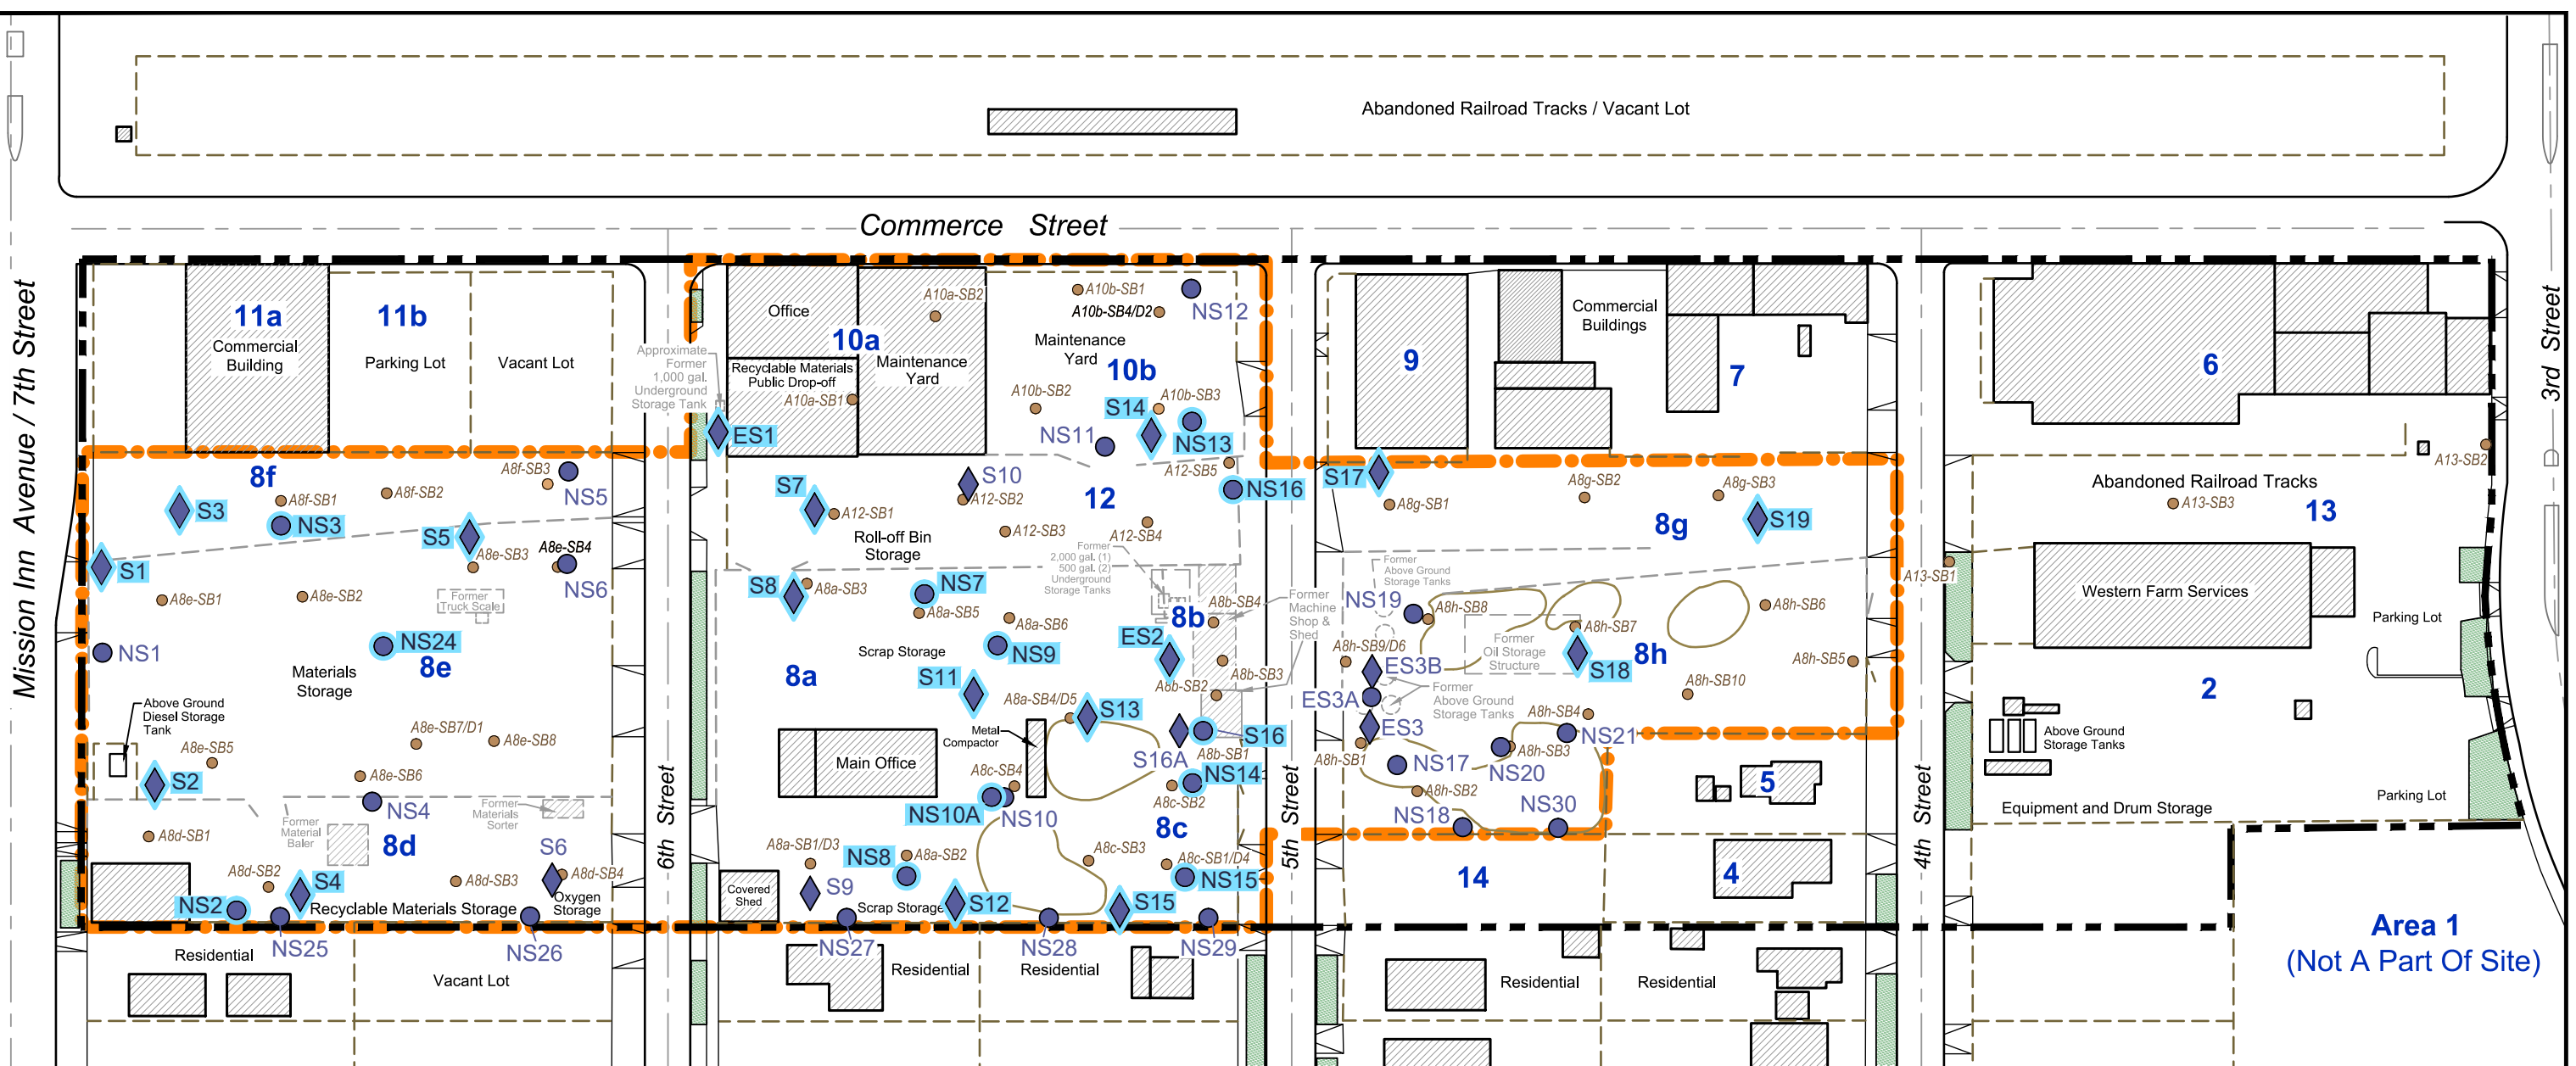 Abandoned Railroad Tracks / Vacant Lot
Commerce Street
Mission Inn Avenue / 7th Street
6th Street
5th Street
4th Street
3rd Street
11a
Commercial
Building
11b
Parking Lot
Vacant Lot
8f
A8f-SB1
A8f-SB2
A8f-SB3
NS5
S3
NS3
S5
A8e-SB3
A8e-SB4
NS6
S1
A8e-SB1
A8e-SB2
Former
Truck Scale
NS1
NS24
8e
Materials
Storage
Above Ground
Diesel Storage
Tank
A8e-SB5
A8e-SB7/D1
A8e-SB8
A8e-SB6
S2
NS4
Former
Materials
Sorter
Former
Material
Baler
A8d-SB1
8d
S6
A8d-SB2
S4
A8d-SB3
A8d-SB4
NS2
Recyclable Materials Storage
Oxygen
Storage
NS25
NS26
Residential
Vacant Lot
Approximate
Former
1,000 gal.
Underground
Storage Tank
ES1
Office
10a
Recyclable Materials
Public Drop-off
A10a-SB1
A10a-SB2
Maintenance
Yard
A10b-SB1
A10b-SB4/D2
NS12
Maintenance
Yard
10b
A10b-SB2
A10b-SB3
S14
NS13
NS11
A12-SB5
S7
S10
A12-SB1
A12-SB2
12
NS16
A12-SB3
A12-SB4
Roll-off Bin
Storage
Former
2,000 gal. (1)
500 gal. (2)
Underground
Storage Tanks
S8
A8a-SB3
NS7
A8a-SB5
A8a-SB6
8b
A8b-SB4
Former
Machine
Shop &
Shed
Scrap Storage
NS9
ES2
8a
S11
A8a-SB4/D5
S13
A8b-SB2
A8b-SB3
Metal
Compactor
Main Office
S16A
S16
A8b-SB1
A8c-SB4
NS10A
NS10
NS14
A8c-SB2
8c
A8a-SB1/D3
NS8
A8a-SB2
A8c-SB3
A8c-SB1/D4
NS15
Covered
Shed
S9
Scrap Storage
S12
S15
NS27
NS28
NS29
Residential
Residential
9
Commercial
Buildings
7
S17
A8g-SB1
A8g-SB2
A8g-SB3
8g
S19
Former
Above Ground
Storage Tanks
NS19
A8h-SB8
A8h-SB7
A8h-SB6
Former
Oil Storage
Structure
8h
S18
A8h-SB9/D6
ES3B
A8h-SB5
A8h-SB10
ES3A
Former
Above Ground
Storage Tanks
ES3
A8h-SB4
A8h-SB1
NS21
A8h-SB3
NS17
NS20
A8h-SB2
NS18
NS30
5
14
4
Residential
Residential
6
A13-SB2
Abandoned Railroad Tracks
A13-SB3
13
A13-SB1
Western Farm Services
Parking Lot
2
Above Ground
Storage Tanks
Equipment and Drum Storage
Parking Lot
Area 1
(Not A Part Of Site)